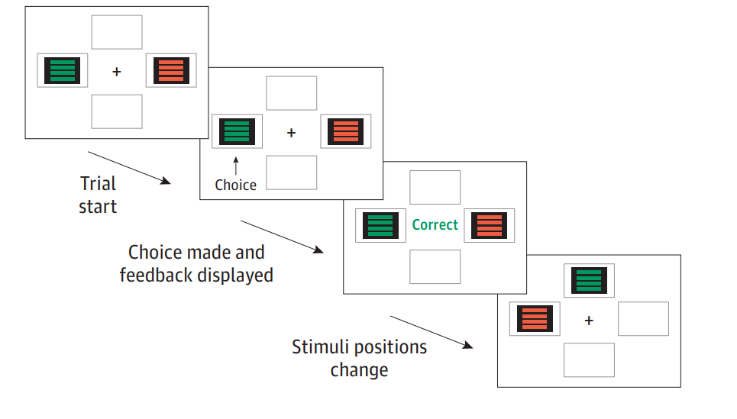 +
+
Trial
start
Choice
Correct
Choice made and
feedback displayed
+
Stimuli positions
change